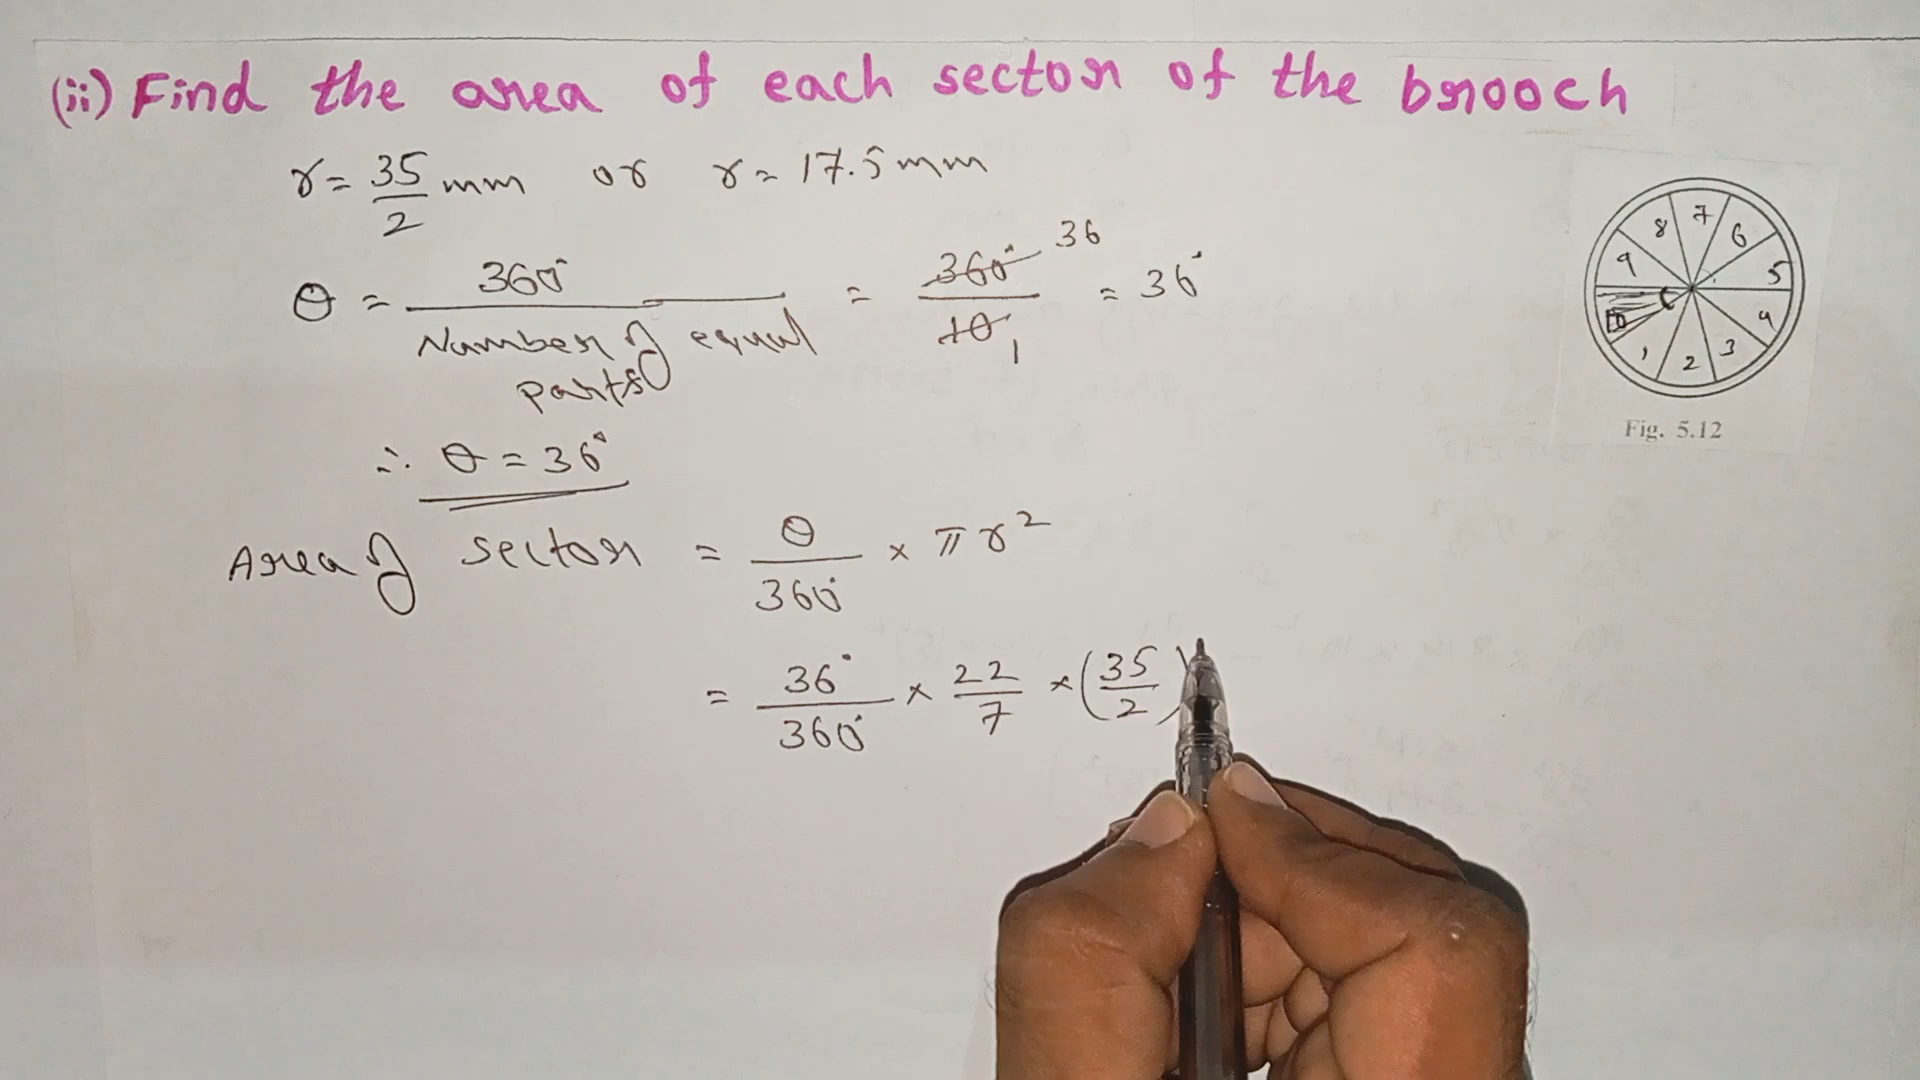 (ii) Find the area of each sector of the brooch
r = 35/2 mm or r = 17.5 mm
θ = 360°/Number of equal parts = 360°/10 36/1 = 36°
∴ θ = 36°
Area of sector = θ/360° × πr²
= 36°/360° × 22/7 × (35/2)
7
8
6
9
5
10
4
1
3
2
Fig. 5.12